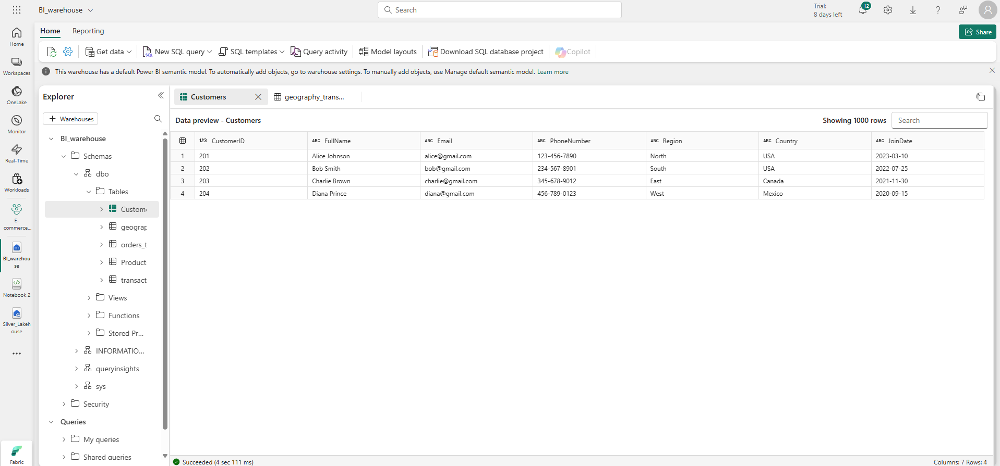 BI_warehouse
Search
Trial:
8 days left
12
Home
Reporting
Share
Get data
New SQL query
SQL templates
Query activity
Model layouts
Download SQL database project
Copilot
This warehouse has a default Power BI semantic model. To automatically add objects, go to warehouse settings. To manually add objects, use Manage default semantic model. Learn more
Home
Workspaces
OneLake
Monitor
Real-Time
Workloads
E-
commerce...
BI_warehou
se
Notebook 2
Silver_Lakeh
ouse
Fabric
Explorer
+ Warehouses
BI_warehouse
Schemas
dbo
Tables
Custome
geograp
orders_t
Product
transact
Views
Functions
Stored Pr...
INFORMATIO...
queryinsights
sys
Security
Queries
My queries
Shared queries
Customers
geography_trans...
Data preview - Customers
Showing 1000 rows
Search
123 CustomerID ABC FullName ABC Email ABC PhoneNumber ABC Region ABC Country ABC JoinDate
1 201 Alice Johnson alice@gmail.com 123-456-7890 North USA 2023-03-10
2 202 Bob Smith bob@gmail.com 234-567-8901 South USA 2022-07-25
3 203 Charlie Brown charlie@gmail.com 345-678-9012 East Canada 2021-11-30
4 204 Diana Prince diana@gmail.com 456-789-0123 West Mexico 2020-09-15
Succeeded (4 sec 111 ms)
Columns: 7 Rows: 4